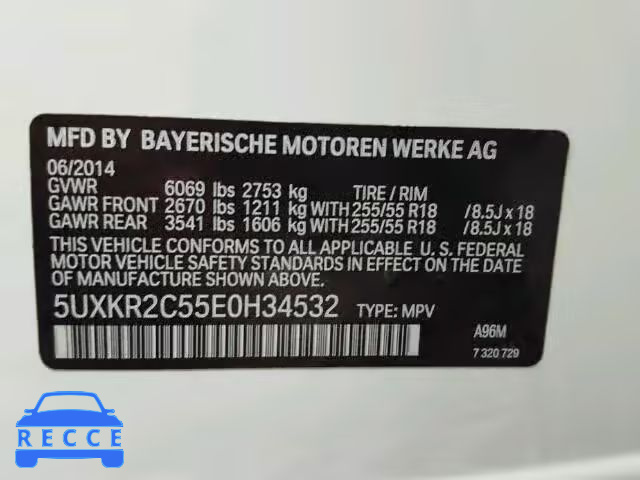 MFD BY BAYERISCHE MOTOREN WERKE AG
06/2014
GVWR 6069 lbs 2753 kg TIRE / RIM
GAWR FRONT 2670 lbs 1211 kg WITH 255/55 R18 /8.5J x 18
GAWR REAR 3541 lbs 1606 kg WITH 255/55 R18 /8.5J x 18
THIS VEHICLE CONFORMS TO ALL APPLICABLE U. S. FEDERAL
MOTOR VEHICLE SAFETY STANDARDS IN EFFECT ON THE DATE
OF MANUFACTURE SHOWN ABOVE.
5UXKR2C55E0H34532 TYPE: MPV
A96M
7 320 729
RECCE